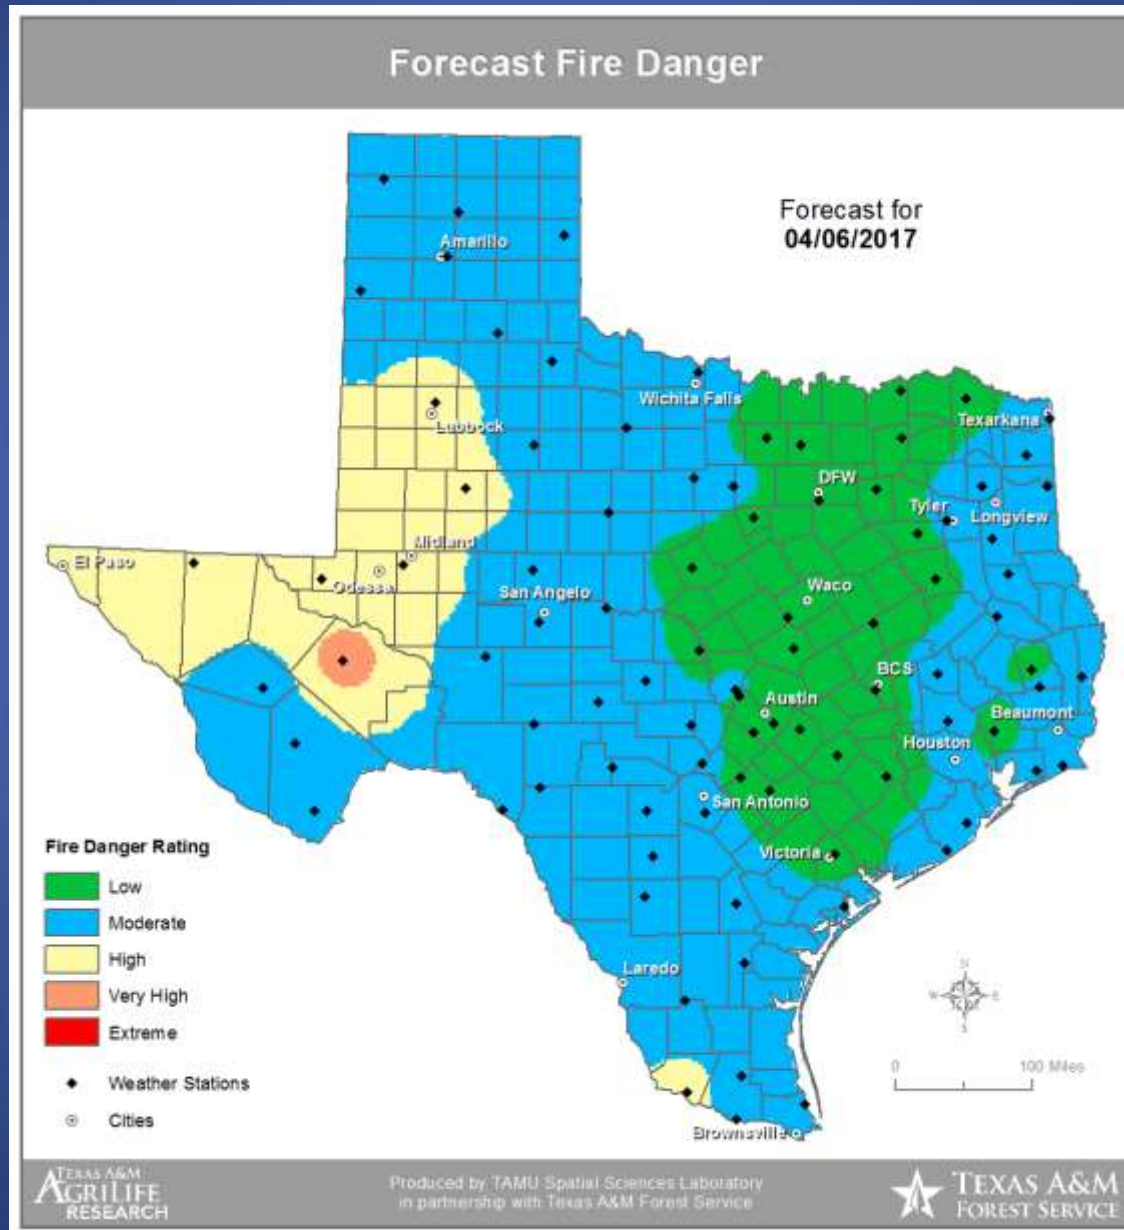 Forecast Fire Danger
Forecast for
04/06/2017
Amarillo
Wichita Falls
Texarkana
Lubbock
DFW
Tyler
Longview
Midland
El Paso
Odessa
San Angelo
Waco
BCS
Austin
Beaumont
Houston
San Antonio
Victoria
Fire Danger Rating
Low
Moderate
High
Very High
Extreme
Laredo
N
W
E
S
0
100 Miles
Weather Stations
Cities
Brownsville
TEXAS A&M
AGRILIFE
RESEARCH
Produced by TAMU Spatial Sciences Laboratory
in partnership with Texas A&M Forest Service
TEXAS A&M
FOREST SERVICE